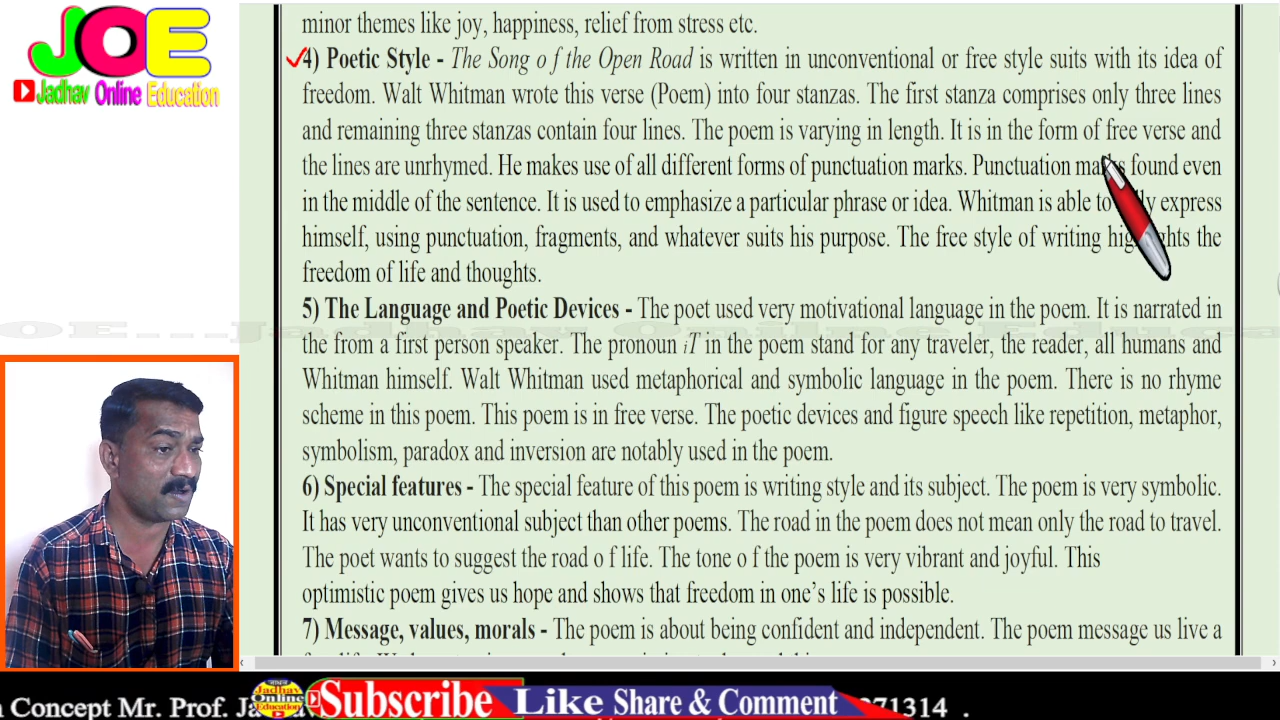 JOE
Jadhav Online Education
minor themes like joy, happiness, relief from stress etc.
4) Poetic Style - The Song o f the Open Road is written in unconventional or free style suits with its idea of
freedom. Walt Whitman wrote this verse (Poem) into four stanzas. The first stanza comprises only three lines
and remaining three stanzas contain four lines. The poem is varying in length. It is in the form of free verse and
the lines are unrhymed. He makes use of all different forms of punctuation marks. Punctuation marks found even
in the middle of the sentence. It is used to emphasize a particular phrase or idea. Whitman is able to express
himself, using punctuation, fragments, and whatever suits his purpose. The free style of writing highlights the
freedom of life and thoughts.
5) The Language and Poetic Devices - The poet used very motivational language in the poem. It is narrated in
the from a first person speaker. The pronoun iT in the poem stand for any traveler, the reader, all humans and
Whitman himself. Walt Whitman used metaphorical and symbolic language in the poem. There is no rhyme
scheme in this poem. This poem is in free verse. The poetic devices and figure speech like repetition, metaphor,
symbolism, paradox and inversion are notably used in the poem.
6) Special features - The special feature of this poem is writing style and its subject. The poem is very symbolic.
It has very unconventional subject than other poems. The road in the poem does not mean only the road to travel.
The poet wants to suggest the road o f life. The tone o f the poem is very vibrant and joyful. This
optimistic poem gives us hope and shows that freedom in one's life is possible.
7) Message, values, morals - The poem is about being confident and independent. The poem message us live a
Concept Mr. Prof. Ja
Jadhav Online Education
Subscribe Like Share & Comment
71314 .